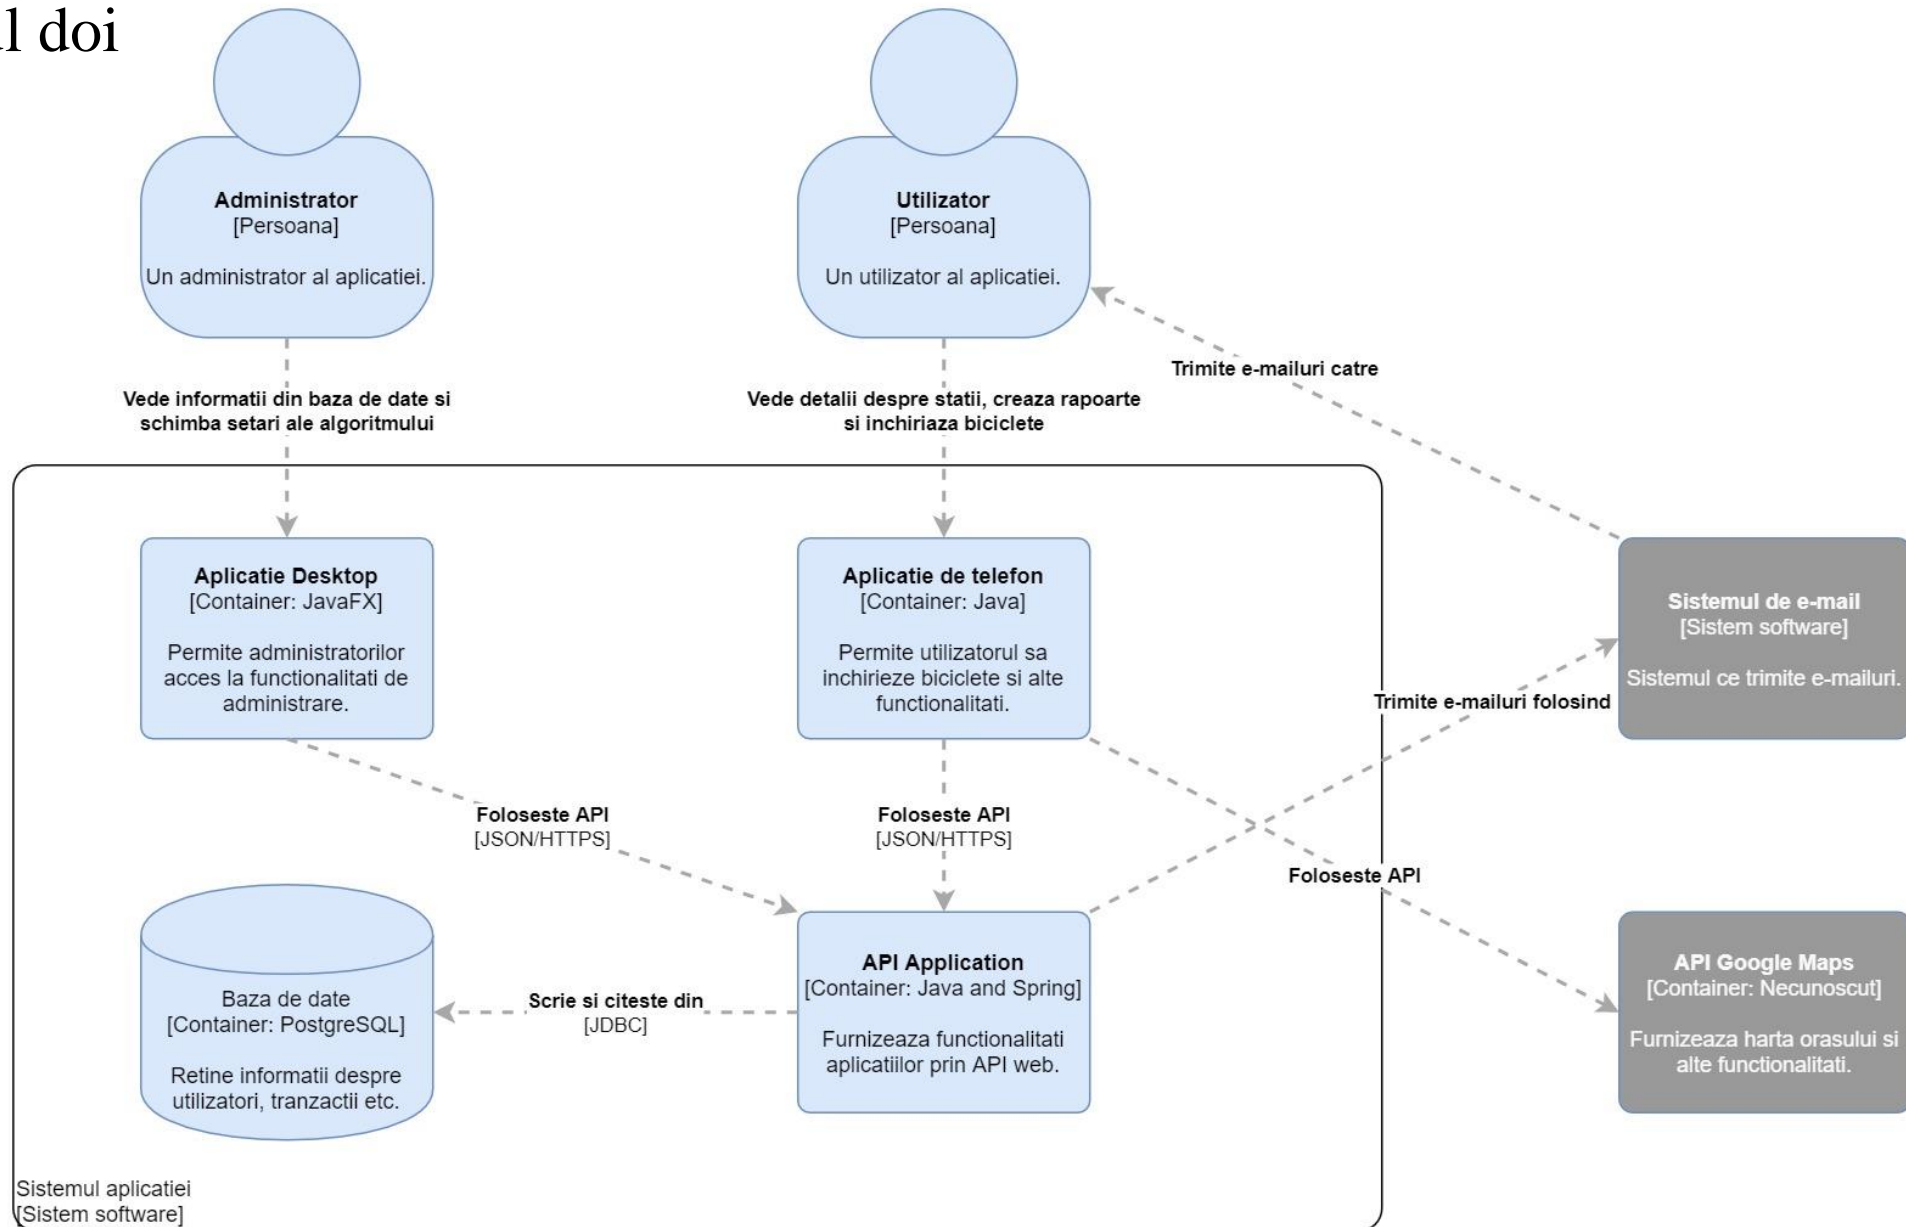 doi
Administrator
[Persoana]
Un administrator al aplicatiei.
Utilizator
[Persoana]
Un utilizator al aplicatiei.
Trimite e-mailuri catre
Vede informatii din baza de date si
schimba setari ale algoritmului
Vede detalii despre statii, creaza rapoarte
si inchiriaza biciclete
Aplicatie Desktop
[Container: JavaFX]
Permite administratorilor
acces la functionalitati de
administrare.
Aplicatie de telefon
[Container: Java]
Permite utilizatorul sa
inchirieze biciclete si alte
functionalitati.
Sistemul de e-mail
[Sistem software]
Sistemul ce trimite e-mailuri.
Trimite e-mailuri folosind
Foloseste API
[JSON/HTTPS]
Foloseste API
[JSON/HTTPS]
Foloseste API
Baza de date
[Container: PostgreSQL]
Retine informatii despre
utilizatori, tranzactii etc.
Scrie si citeste din
[JDBC]
API Application
[Container: Java and Spring]
Furnizeaza functionalitati
aplicatiilor prin API web.
API Google Maps
[Container: Necunoscut]
Furnizeaza harta orasului si
alte functionalitati.
Sistemul aplicatiei
[Sistem software]